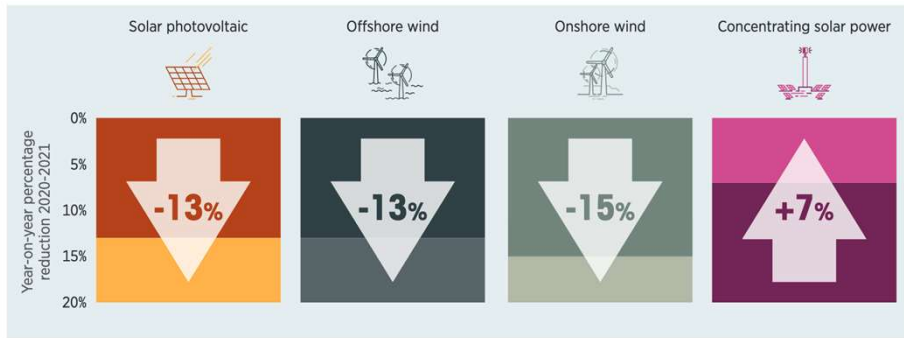 Solar photovoltaic
Offshore wind
Onshore wind
Concentrating solar power
Year-on-year percentage
reduction 2020-2021
0%
5%
10%
15%
20%
-13%
-13%
-15%
+7%